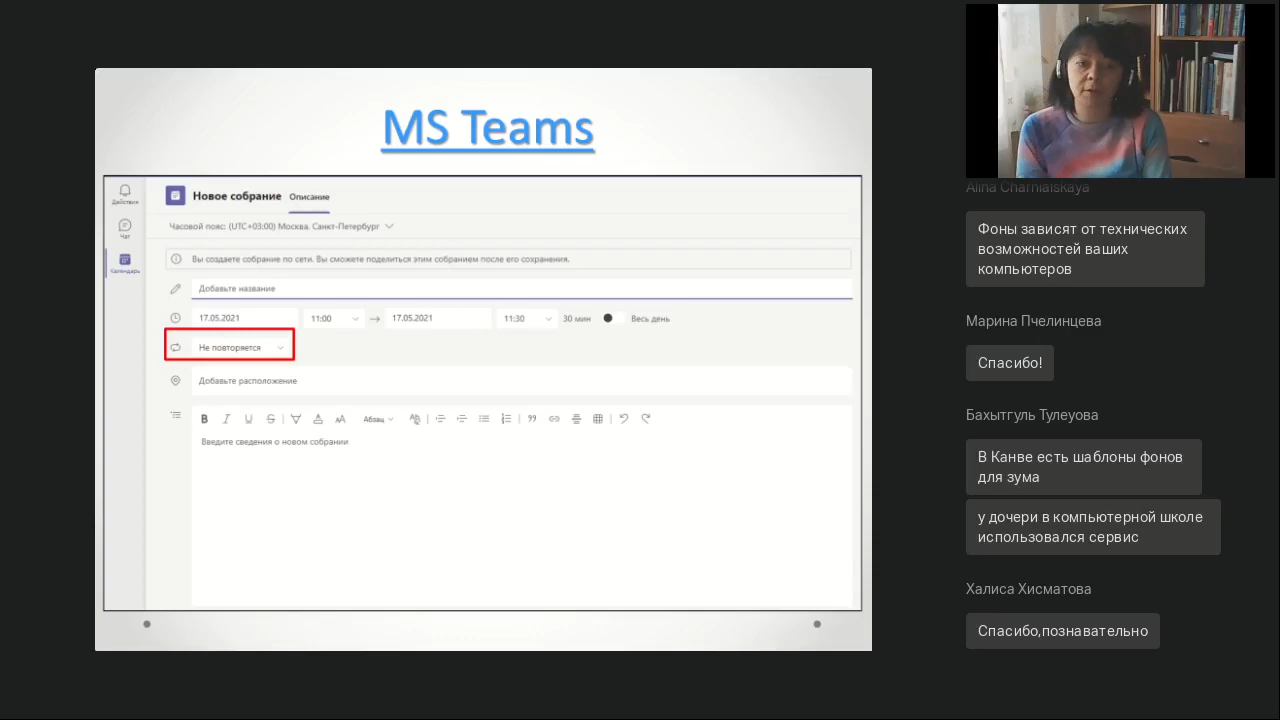 MS Teams
Действия
Чат
Календарь
Новое собрание Описание
Часовой пояс: (UTC+03:00) Москва, Санкт-Петербург
Вы создаете собрание по сети. Вы сможете поделиться этим собранием после его сохранения.
Добавьте название
17.05.2021 11:00 → 17.05.2021 11:30 30 мин Весь день
Не повторяется
Добавьте расположение
Абзац
Введите сведения о новом собрании
Alina Charniaiskaya
Фоны зависят от технических
возможностей ваших
компьютеров
Марина Пчелинцева
Спасибо!
Бахытгуль Тулеуова
В Канве есть шаблоны фонов
для зума
у дочери в компьютерной школе
использовался сервис
Халиса Хисматова
Спасибо,познавательно